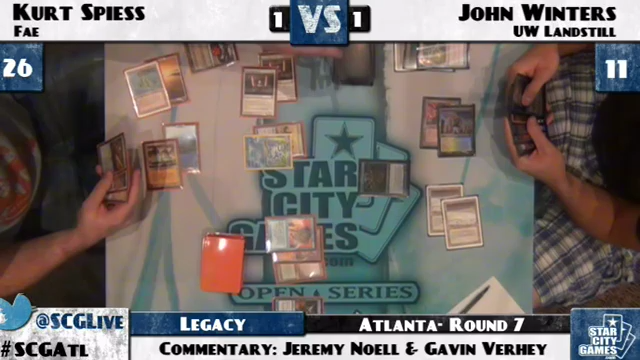 KURT SPIESS
FAE
1 VS 1
JOHN WINTERS
UW LANDSTILL
26
11
STAR
CITY
GAMES
.com
OPEN ★ SERIES
@SCGLIVE
#SCGATL
LEGACY
ATLANTA- ROUND 7
COMMENTARY: JEREMY NOELL & GAVIN VERHEY
STAR
CITY
GAMES